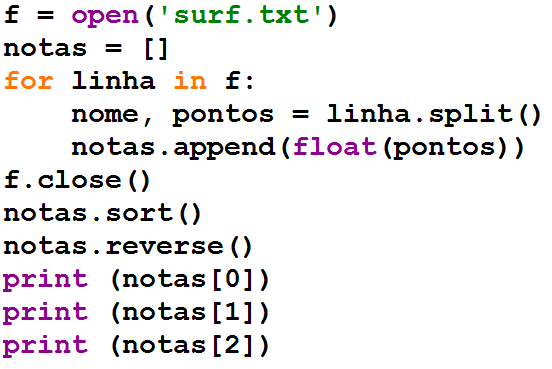 f = open('surf.txt')
notas = []
for linha in f:
    nome, pontos = linha.split()
    notas.append(float(pontos))
f.close()
notas.sort()
notas.reverse()
print (notas[0])
print (notas[1])
print (notas[2])